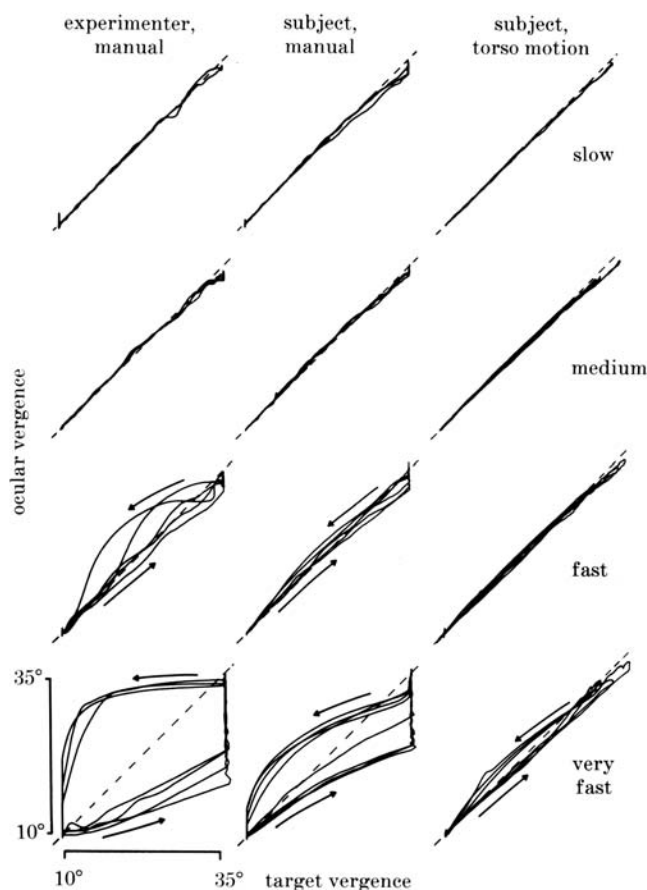 experimenter,
manual
subject,
manual
subject,
torso motion
slow
medium
ocular vergence
fast
35°
very
fast
10°
10°
35°
target vergence